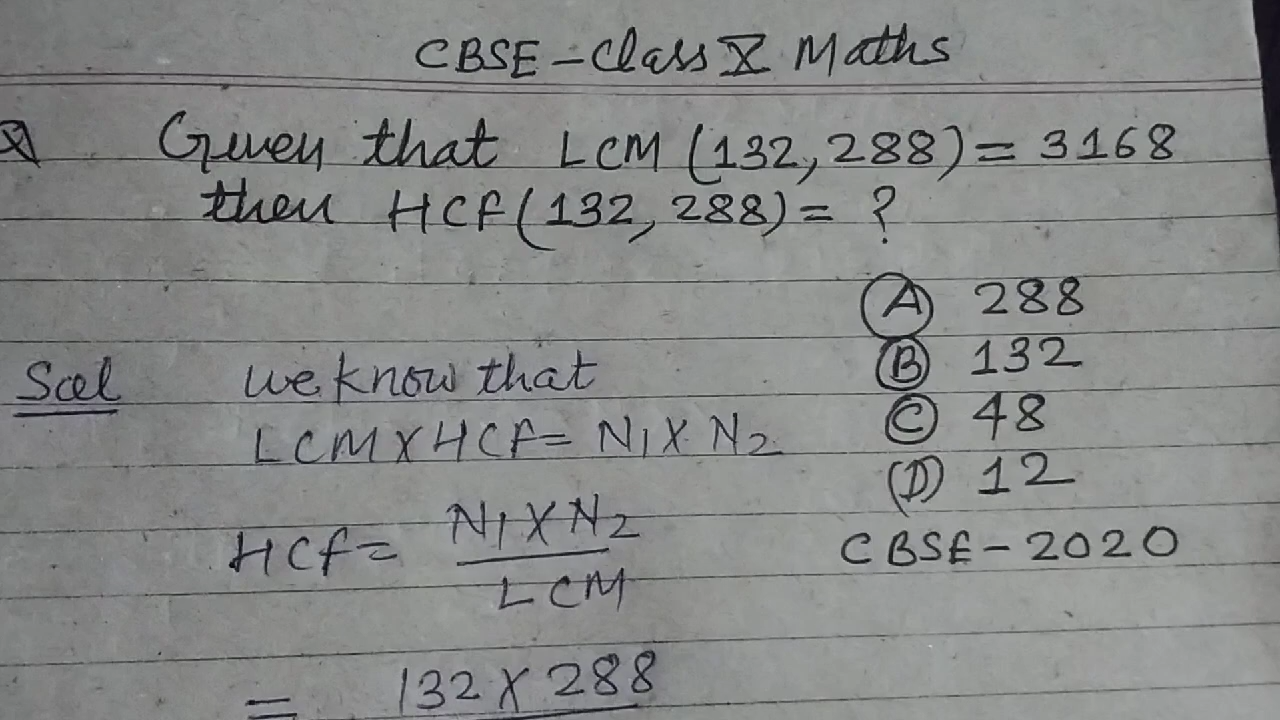 CBSE - Class X Maths
Q Given that LCM (132, 288) = 3168
then HCF (132, 288) = ?
(A) 288
(B) 132
(C) 48
(D) 12
CBSE - 2020
Sol we know that
LCM X HCF = N1 X N2
HCF = N1 X N2
LCM
= 132 X 288